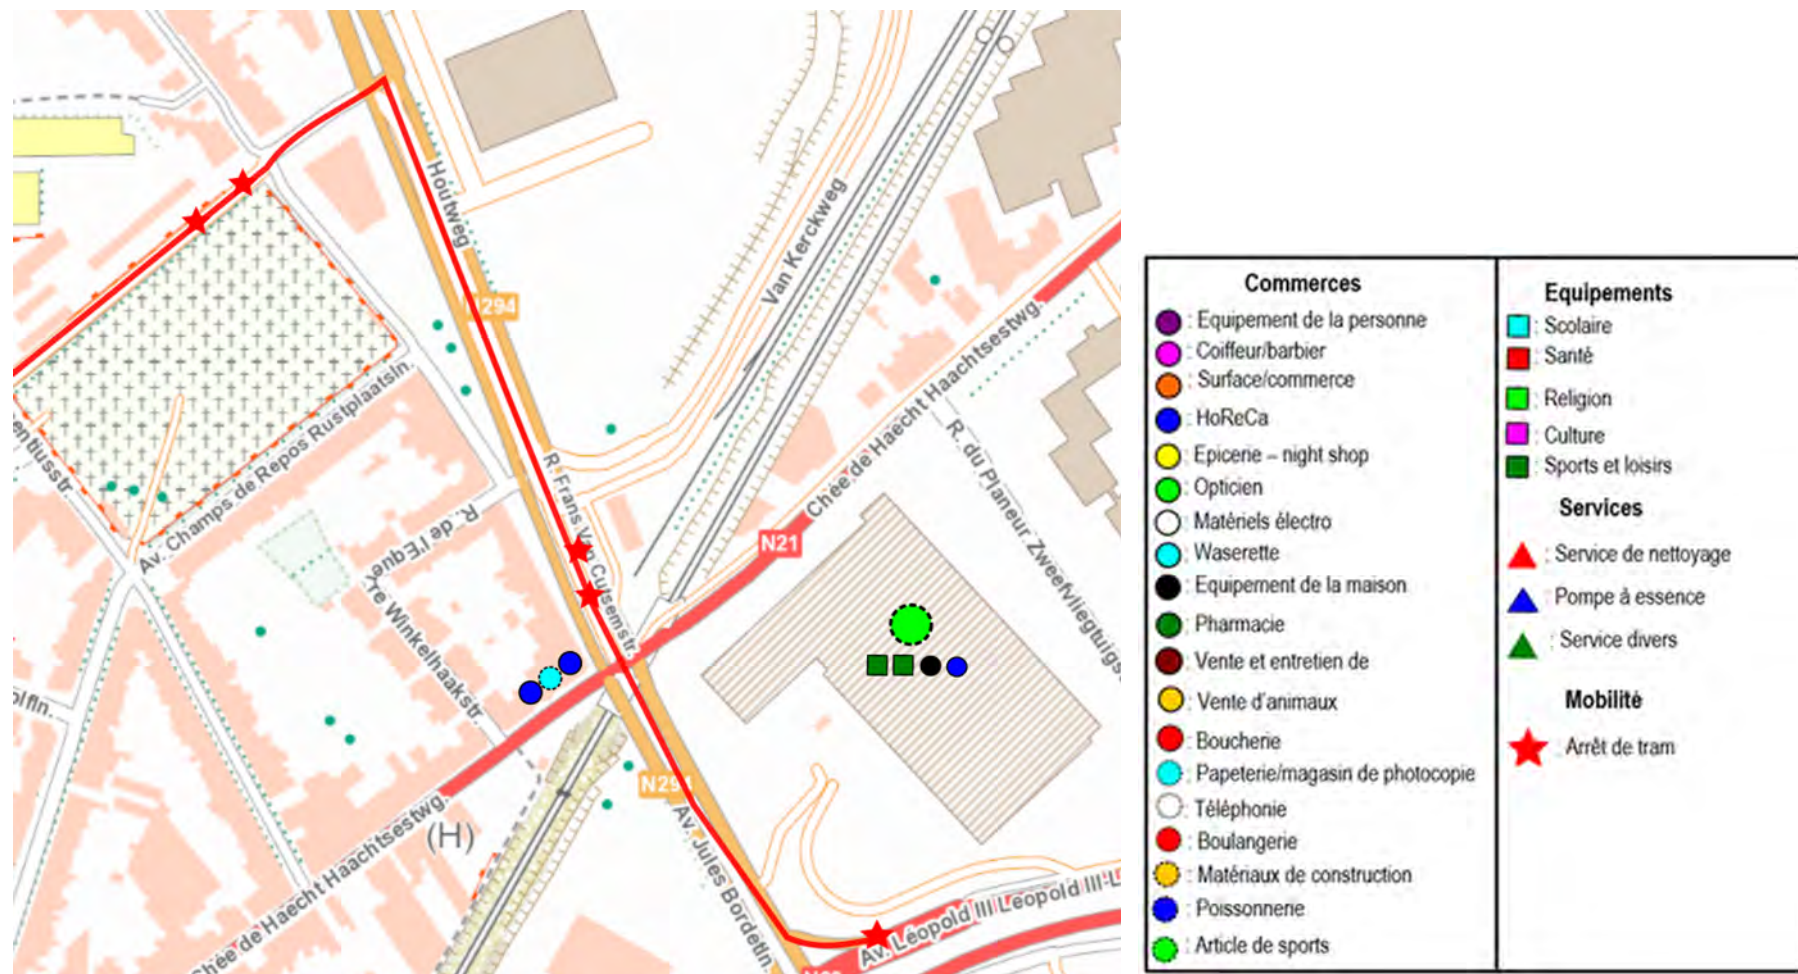 Houtweg
N294
Van Kerckweg
Chée de Haecht Haachtsestwg.
R. du Planeur Zweefvliegtuigs
Av. Champs de Repos Rustplaatsln.
entiusstr.
R. de l'Eque
re Winkelhaakstr.
R. Frans Van Cutsemstr.
N21
ölfln.
N294
(H)
Chée de Haecht Haachtsestwg.
Av. Jules Bordetln.
Av. Léopold III Leopold III-L
Commerces
: Equipement de la personne
: Coiffeur/barbier
: Surface/commerce
: HoReCa
: Epicerie – night shop
: Opticien
: Matériels électro
: Waserette
: Equipement de la maison
: Pharmacie
: Vente et entretien de
: Vente d'animaux
: Boucherie
: Papeterie/magasin de photocopie
: Téléphonie
: Boulangerie
: Matériaux de construction
: Poissonnerie
: Article de sports
Equipements
: Scolaire
: Santé
: Religion
: Culture
: Sports et loisirs
Services
: Service de nettoyage
: Pompe à essence
: Service divers
Mobilité
: Arrêt de tram